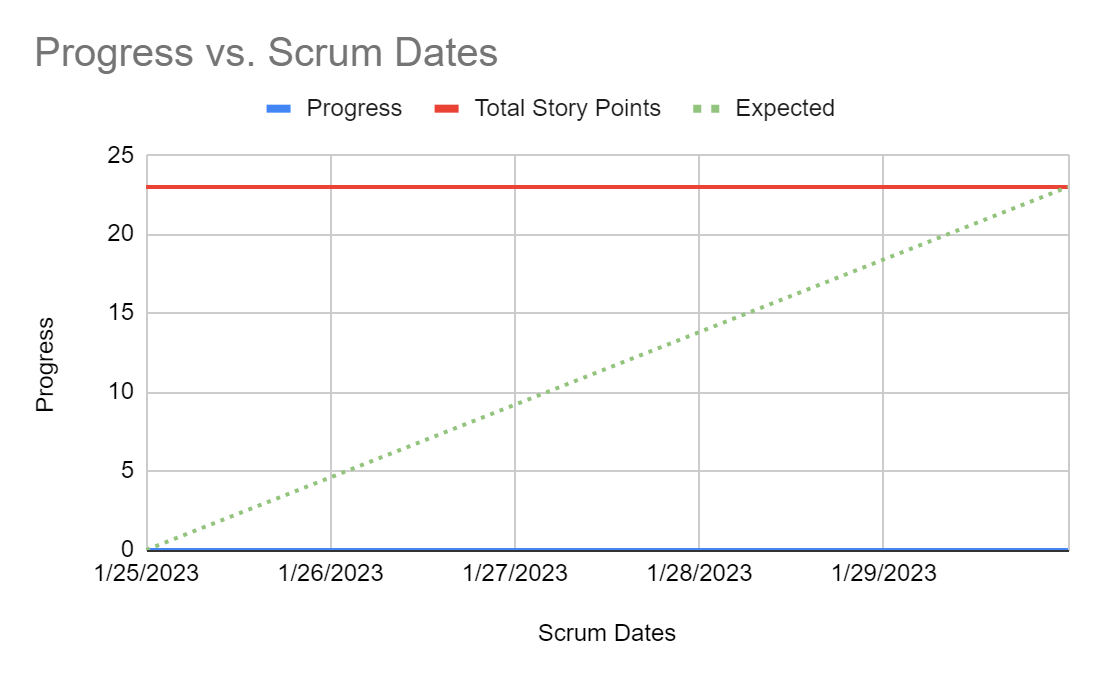 Progress vs. Scrum Dates
Progress Total Story Points Expected
25
20
15
10
5
0
Progress
1/25/2023 1/26/2023 1/27/2023 1/28/2023 1/29/2023
Scrum Dates